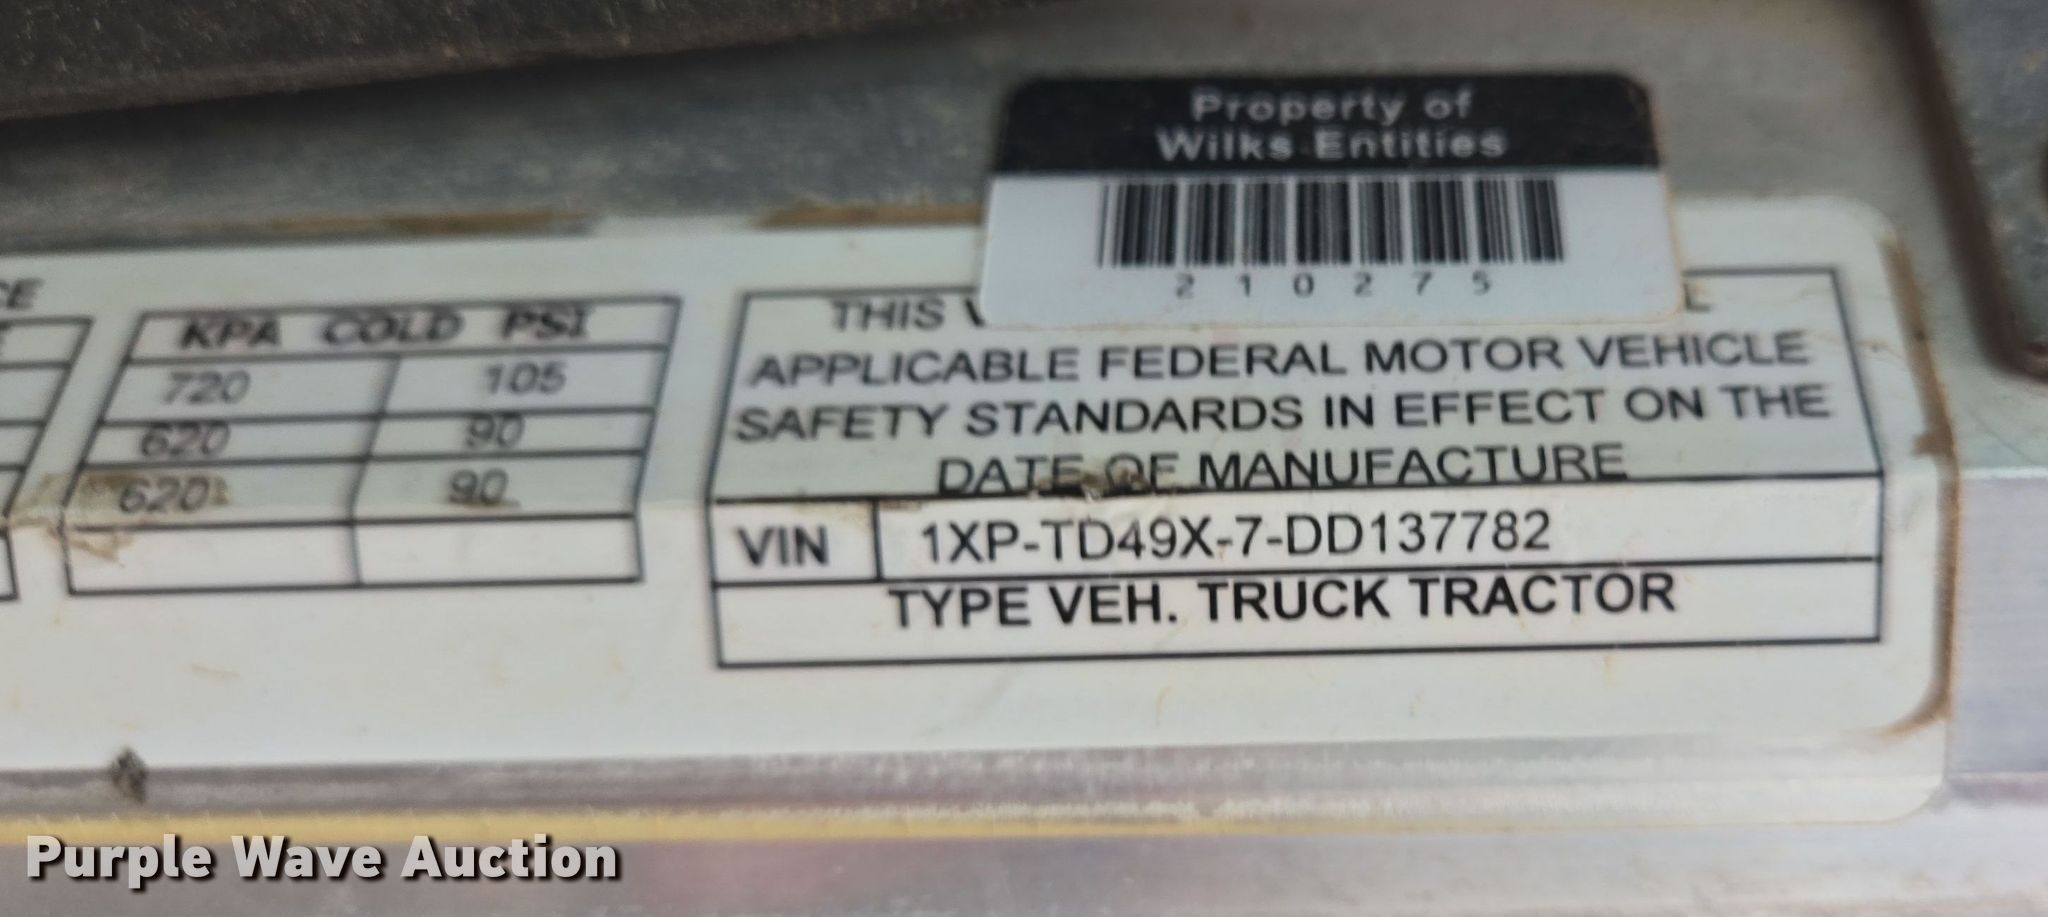 Property of
Wilks Entities
210275
KPA COLD PSI
720 105
620 90
620 90
THIS
APPLICABLE FEDERAL MOTOR VEHICLE
SAFETY STANDARDS IN EFFECT ON THE
DATE OF MANUFACTURE
VIN 1XP-TD49X-7-DD137782
TYPE VEH. TRUCK TRACTOR
Purple Wave Auction